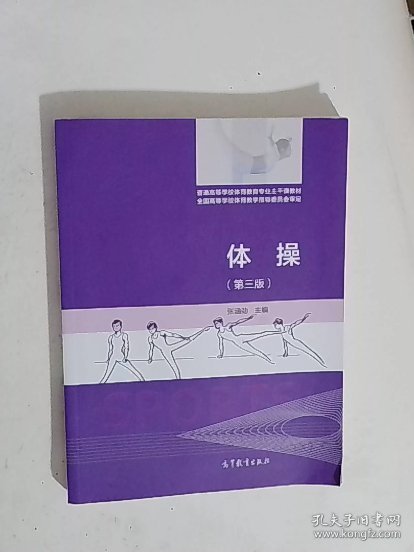 普通高等学校体育教育专业主干课教材
全国高等学校体育教学指导委员会审定
体 操
(第三版)
张涵劲 主编
SPORTS
高等教育出版社
孔夫子旧书网
www.kongfz.com